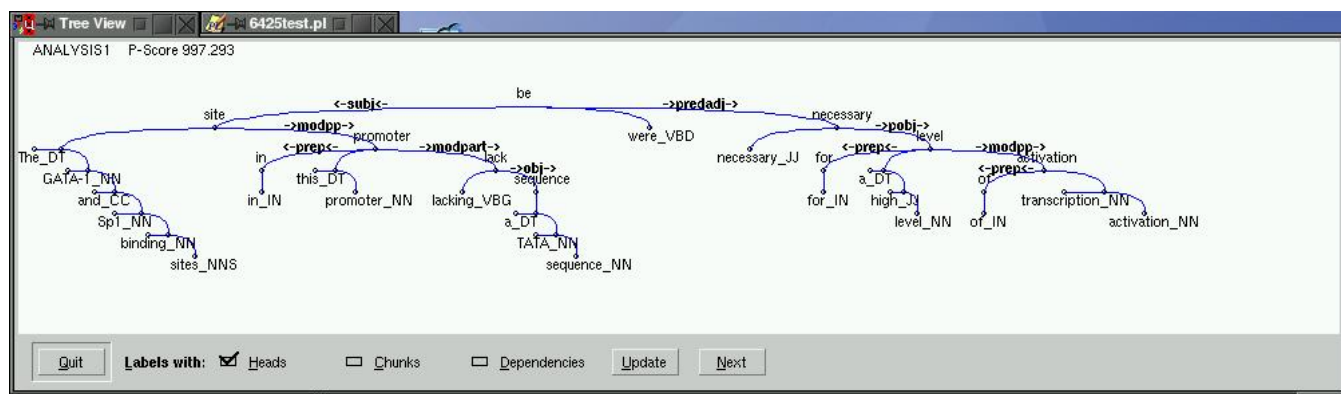 Tree View 6425test.pl
ANALYSIS1 P-Score 997.293
be
<-subj<- ->predadj->
site necessary
->modpp-> ->pobj->
promoter were_VBD level
The_DT in <-prep<- ->modpart-> lack necessary_JJ for <-prep<- ->modpp-> activation
->obj-> <-prep<-
GATA-1_NN this_DT sequence a_DT of
and_CC in_IN promoter_NN lacking_VBG for_IN high_JJ transcription_NN
Sp1_NN a_DT level_NN of_IN activation_NN
binding_NN TATA_NN
sites_NNS sequence_NN
Quit Labels with: Heads Chunks Dependencies Update Next